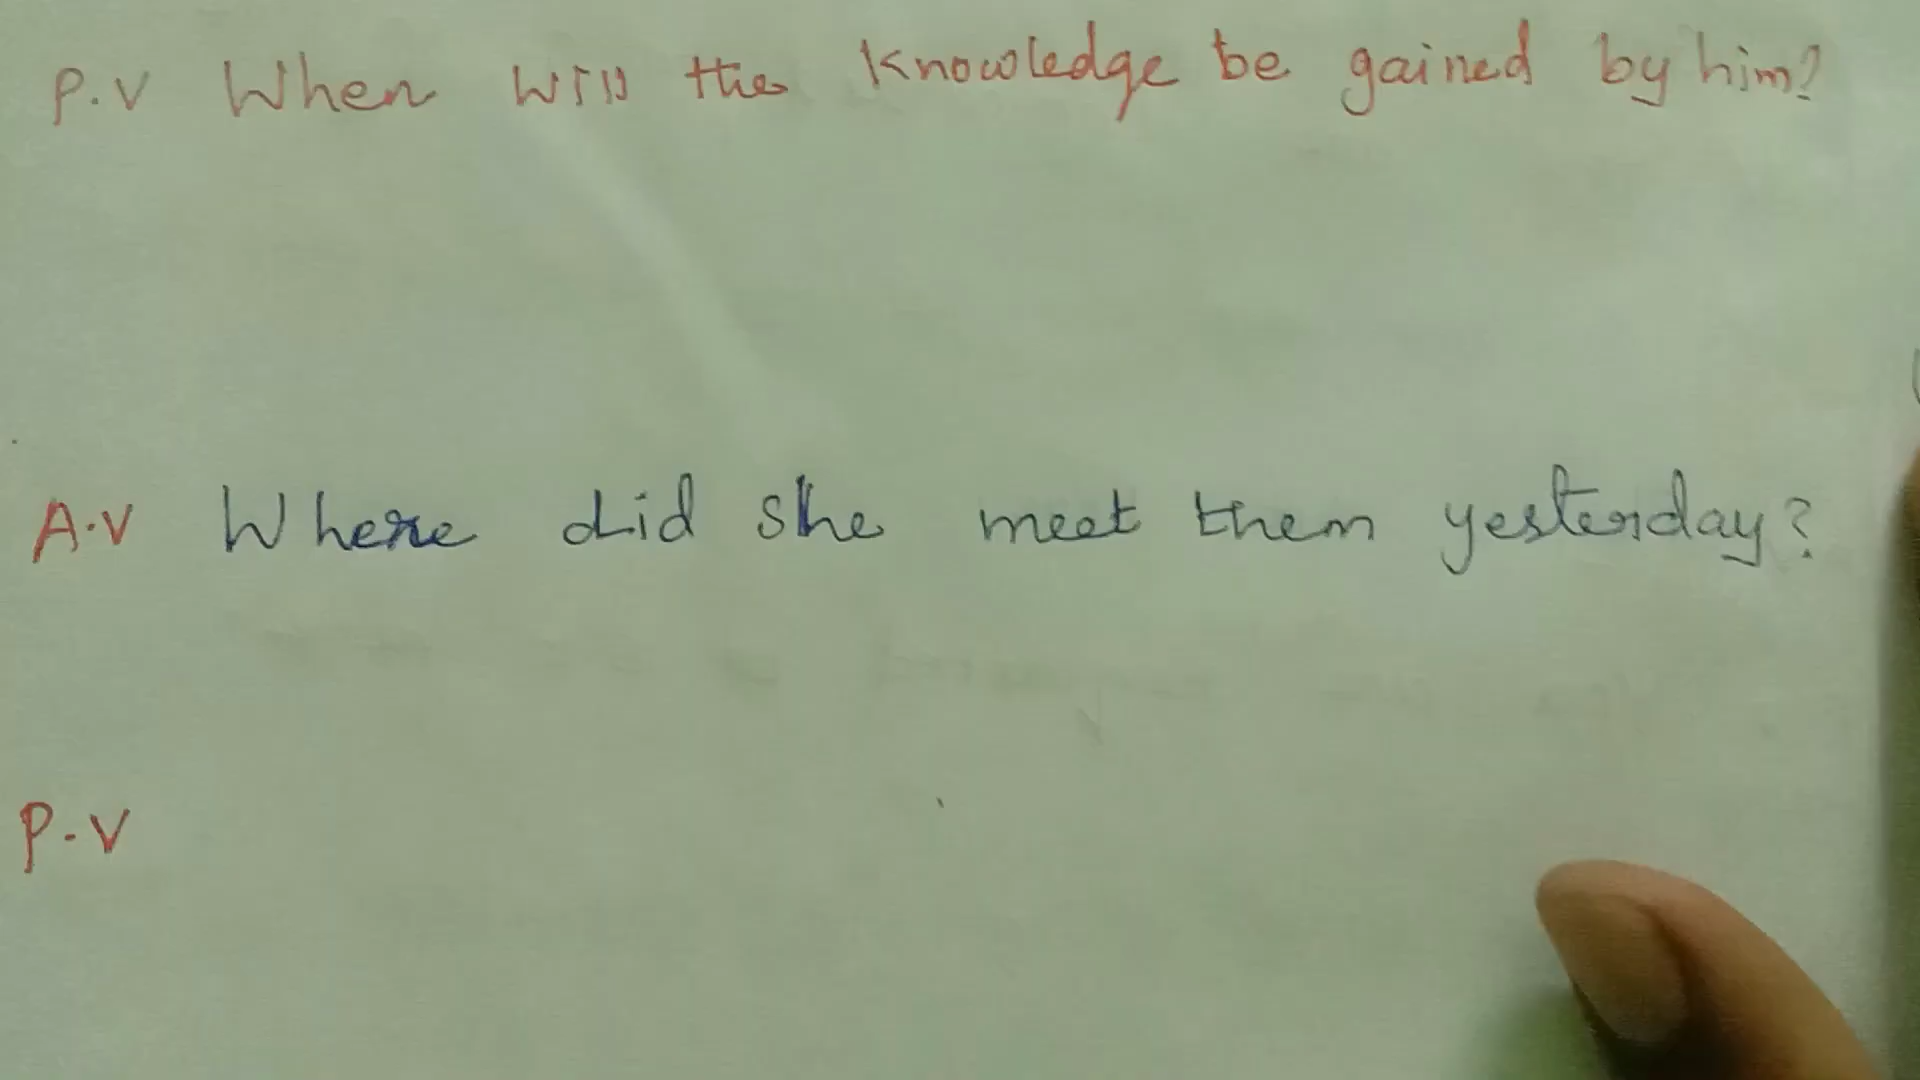 P.V When will the knowledge be gained by him?
A.V Where did she meet them yesterday?
P-V